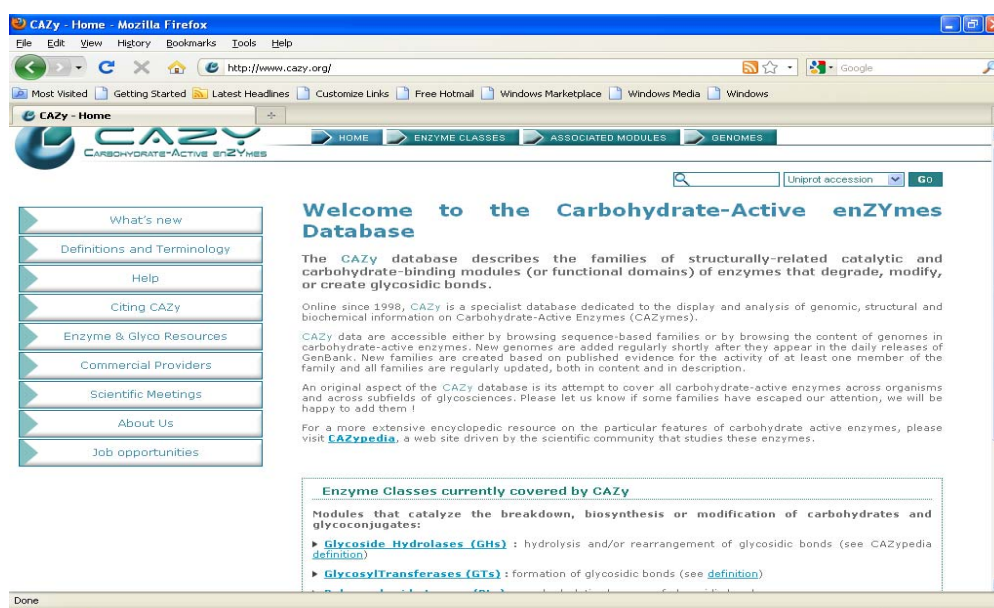 CAZy - Home - Mozilla Firefox
File Edit View History Bookmarks Tools Help
http://www.cazy.org/
Google
Most Visited Getting Started Latest Headlines Customize Links Free Hotmail Windows Marketplace Windows Media Windows
CAZy - Home
CAZY
CARBOHYDRATE-ACTIVE ENZYMES
HOME ENZYME CLASSES ASSOCIATED MODULES GENOMES
Uniprot accession Go
What's new
Definitions and Terminology
Help
Citing CAZy
Enzyme & Glyco Resources
Commercial Providers
Scientific Meetings
About Us
Job opportunities
Welcome to the Carbohydrate-Active enZYmes
Database
The CAZy database describes the families of structurally-related catalytic and
carbohydrate-binding modules (or functional domains) of enzymes that degrade, modify,
or create glycosidic bonds.
Online since 1998, CAZy is a specialist database dedicated to the display and analysis of genomic, structural and
biochemical information on Carbohydrate-Active Enzymes (CAZymes).
CAZy data are accessible either by browsing sequence-based families or by browsing the content of genomes in
carbohydrate-active enzymes. New genomes are added regularly shortly after they appear in the daily releases of
GenBank. New families are created based on published evidence for the activity of at least one member of the
family and all families are regularly updated, both in content and in description.
An original aspect of the CAZy database is its attempt to cover all carbohydrate-active enzymes across organisms
and across subfields of glycosciences. Please let us know if some families have escaped our attention, we will be
happy to add them !
For a more extensive encyclopedic resource on the particular features of carbohydrate active enzymes, please
visit CAZypedia, a web site driven by the scientific community that studies these enzymes.
Enzyme Classes currently covered by CAZy
Modules that catalyze the breakdown, biosynthesis or modification of carbohydrates and
glycoconjugates:
Glycoside Hydrolases (GHs) : hydrolysis and/or rearrangement of glycosidic bonds (see CAZypedia
definition)
GlycosylTransferases (GTs) : formation of glycosidic bonds (see definition)
Done